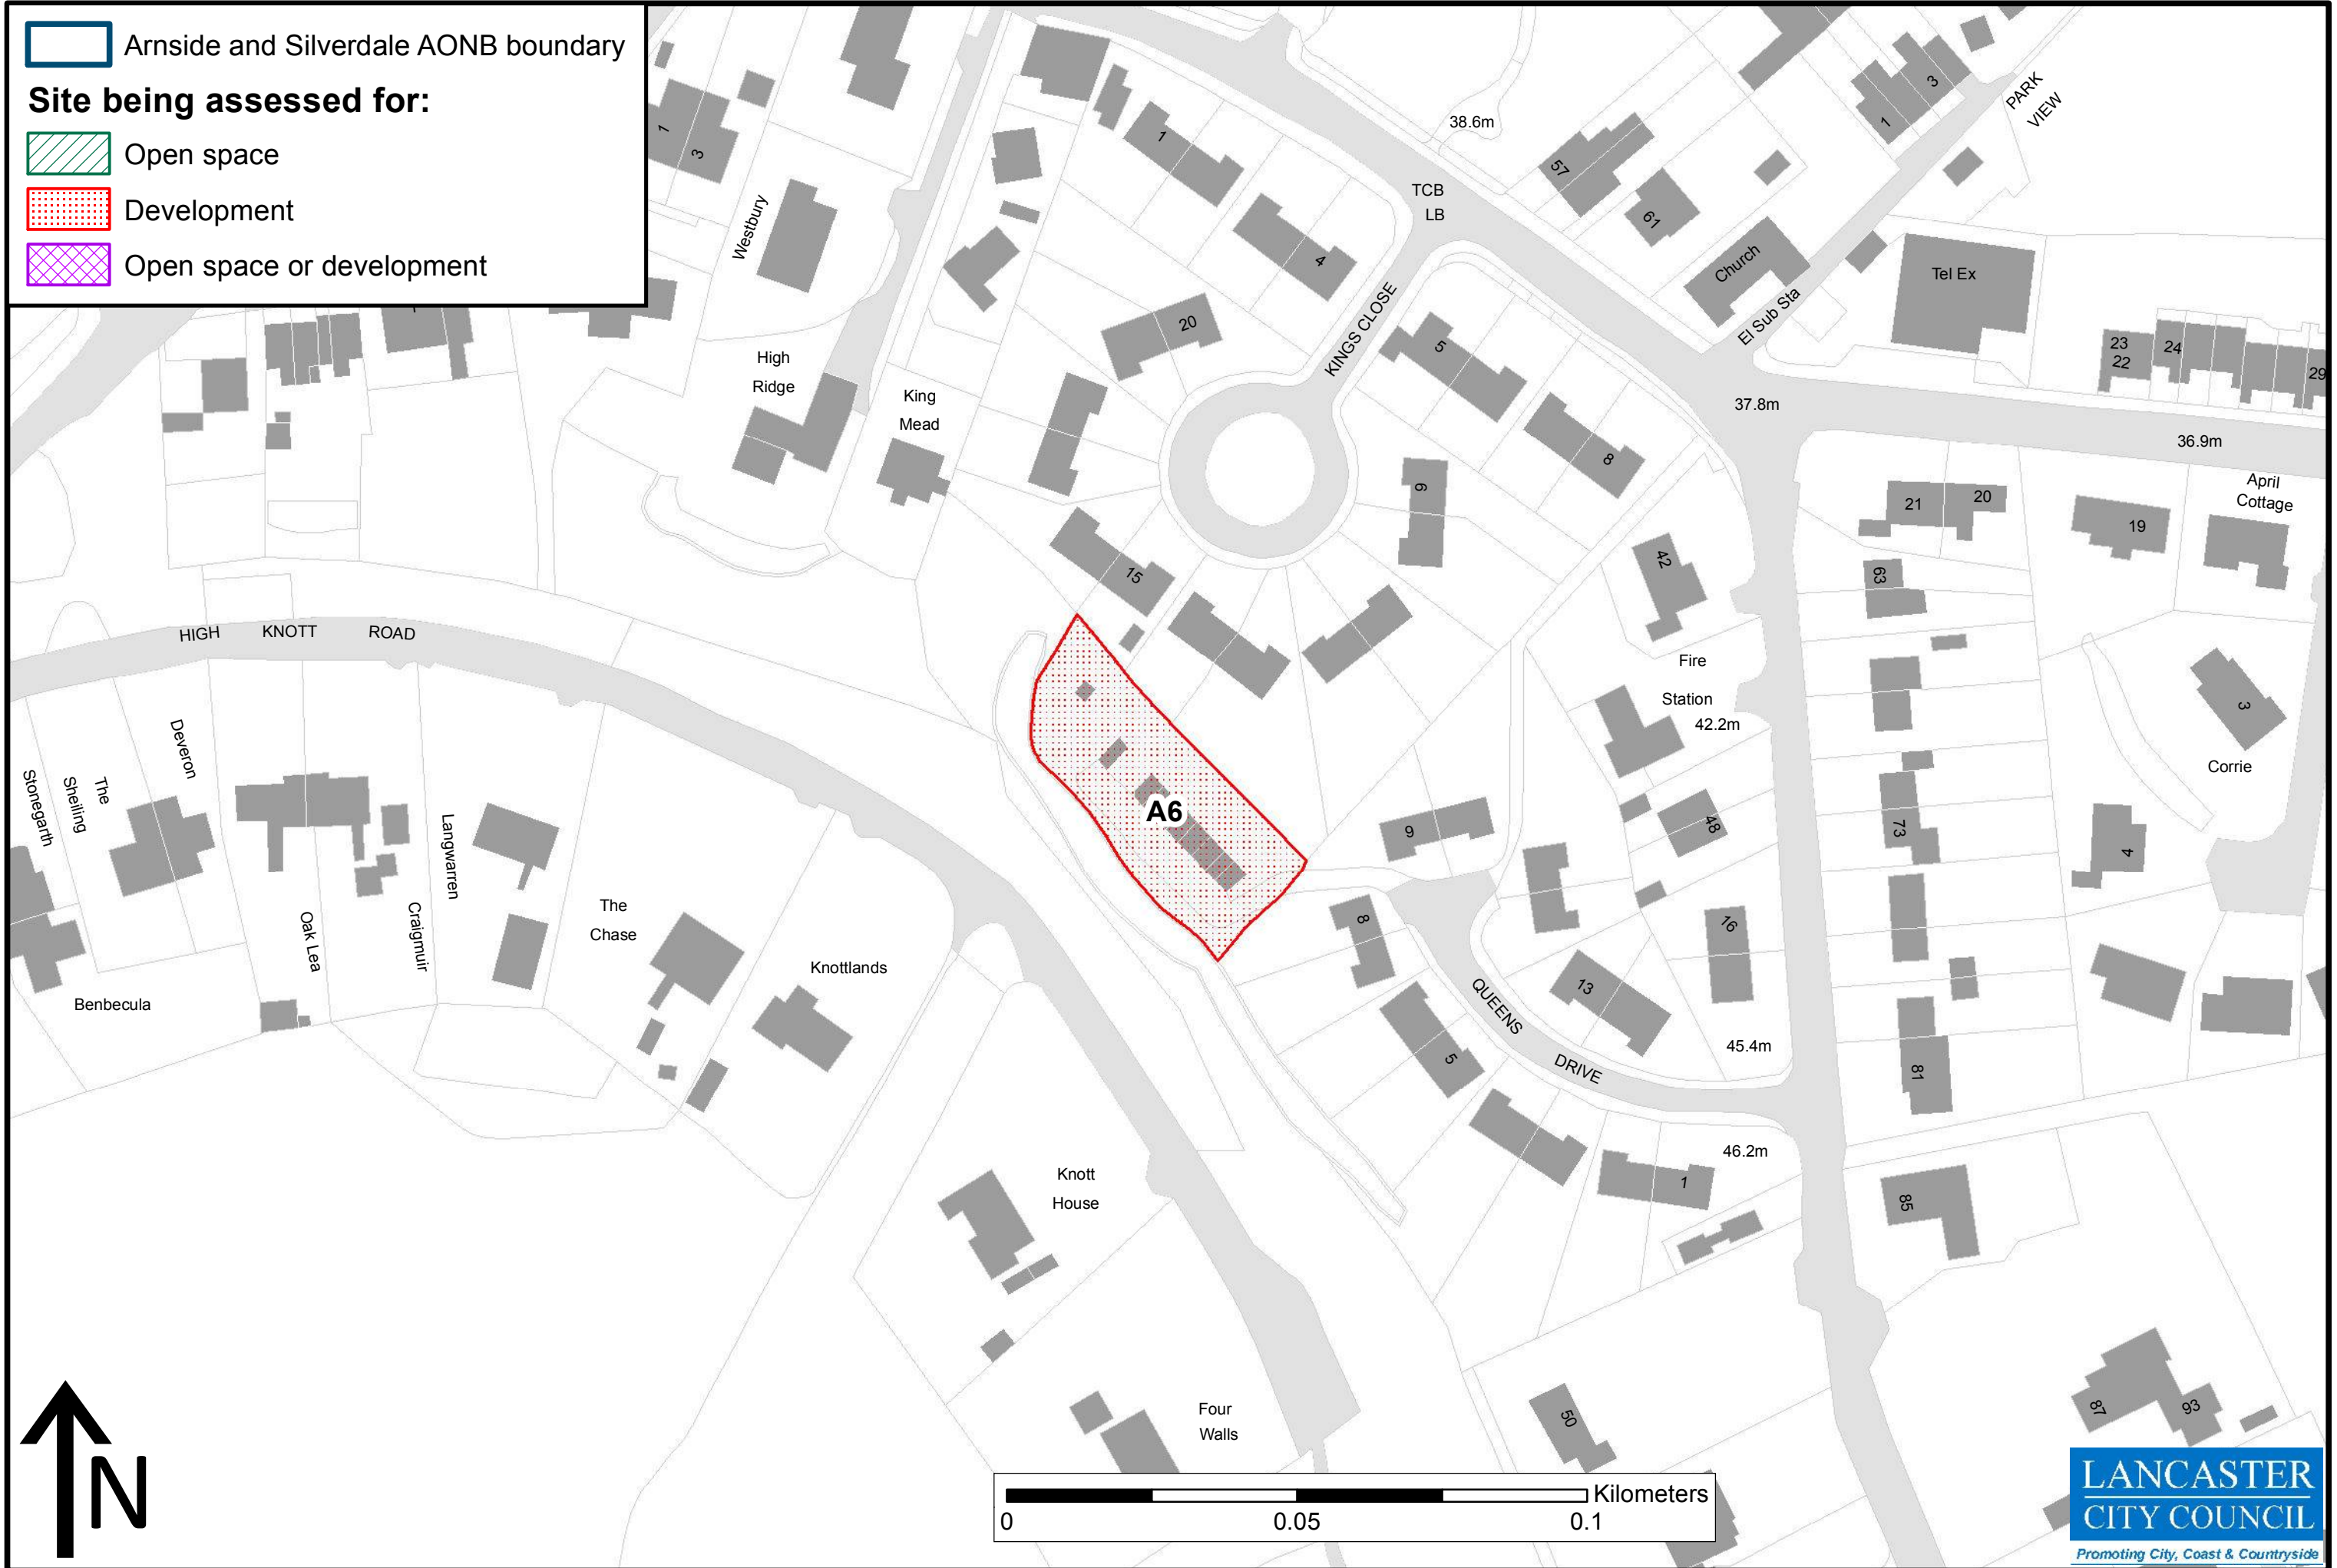 Arnside and Silverdale AONB boundary
Site being assessed for:
Open space
Development
Open space or development
1
3
Westbury
High
Ridge
King
Mead
1
4
20
KINGS CLOSE
TCB
LB
38.6m
57
61
Church
El Sub Sta
Tel Ex
PARK
VIEW
1
3
23
22
24
29
37.8m
36.9m
5
8
9
15
42
Fire
Station
42.2m
21
20
19
April
Cottage
63
3
Corrie
4
73
48
16
9
8
5
13
QUEENS
DRIVE
45.4m
46.2m
1
81
85
87
93
50
HIGH KNOTT ROAD
Stonegarth
The
Sheiling
Deveron
Benbecula
Oak Lea
Craigmuir
Langwarren
The
Chase
Knottlands
A6
Knott
House
Four
Walls
N
Kilometers
0 0.05 0.1
LANCASTER
CITY COUNCIL
Promoting City, Coast & Countryside